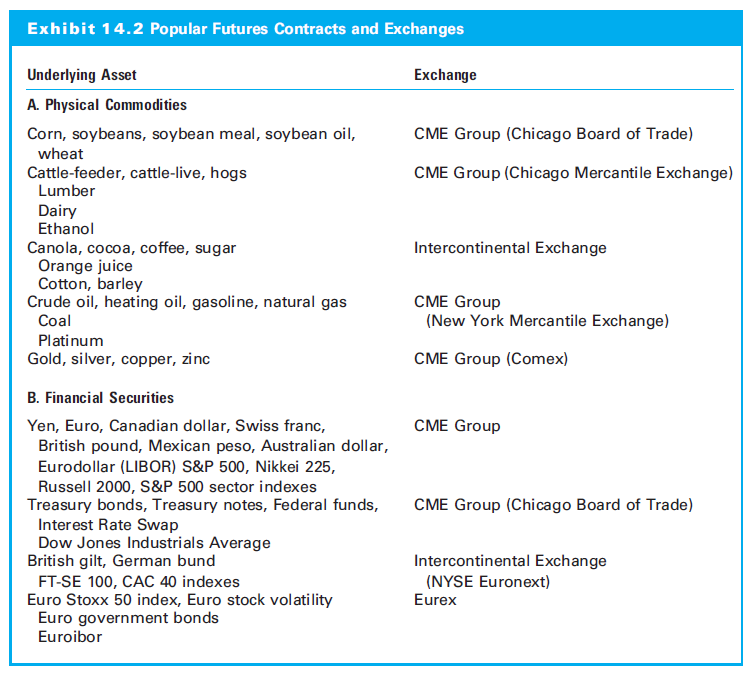 Exhibit 14.2 Popular Futures Contracts and Exchanges
Underlying Asset Exchange
A. Physical Commodities
Corn, soybeans, soybean meal, soybean oil, CME Group (Chicago Board of Trade)
wheat
Cattle-feeder, cattle-live, hogs CME Group (Chicago Mercantile Exchange)
Lumber
Dairy
Ethanol
Canola, cocoa, coffee, sugar Intercontinental Exchange
Orange juice
Cotton, barley
Crude oil, heating oil, gasoline, natural gas CME Group
Coal (New York Mercantile Exchange)
Platinum
Gold, silver, copper, zinc CME Group (Comex)
B. Financial Securities
Yen, Euro, Canadian dollar, Swiss franc, CME Group
British pound, Mexican peso, Australian dollar,
Eurodollar (LIBOR) S&P 500, Nikkei 225,
Russell 2000, S&P 500 sector indexes
Treasury bonds, Treasury notes, Federal funds, CME Group (Chicago Board of Trade)
Interest Rate Swap
Dow Jones Industrials Average
British gilt, German bund Intercontinental Exchange
FT-SE 100, CAC 40 indexes (NYSE Euronext)
Euro Stoxx 50 index, Euro stock volatility Eurex
Euro government bonds
Euroibor